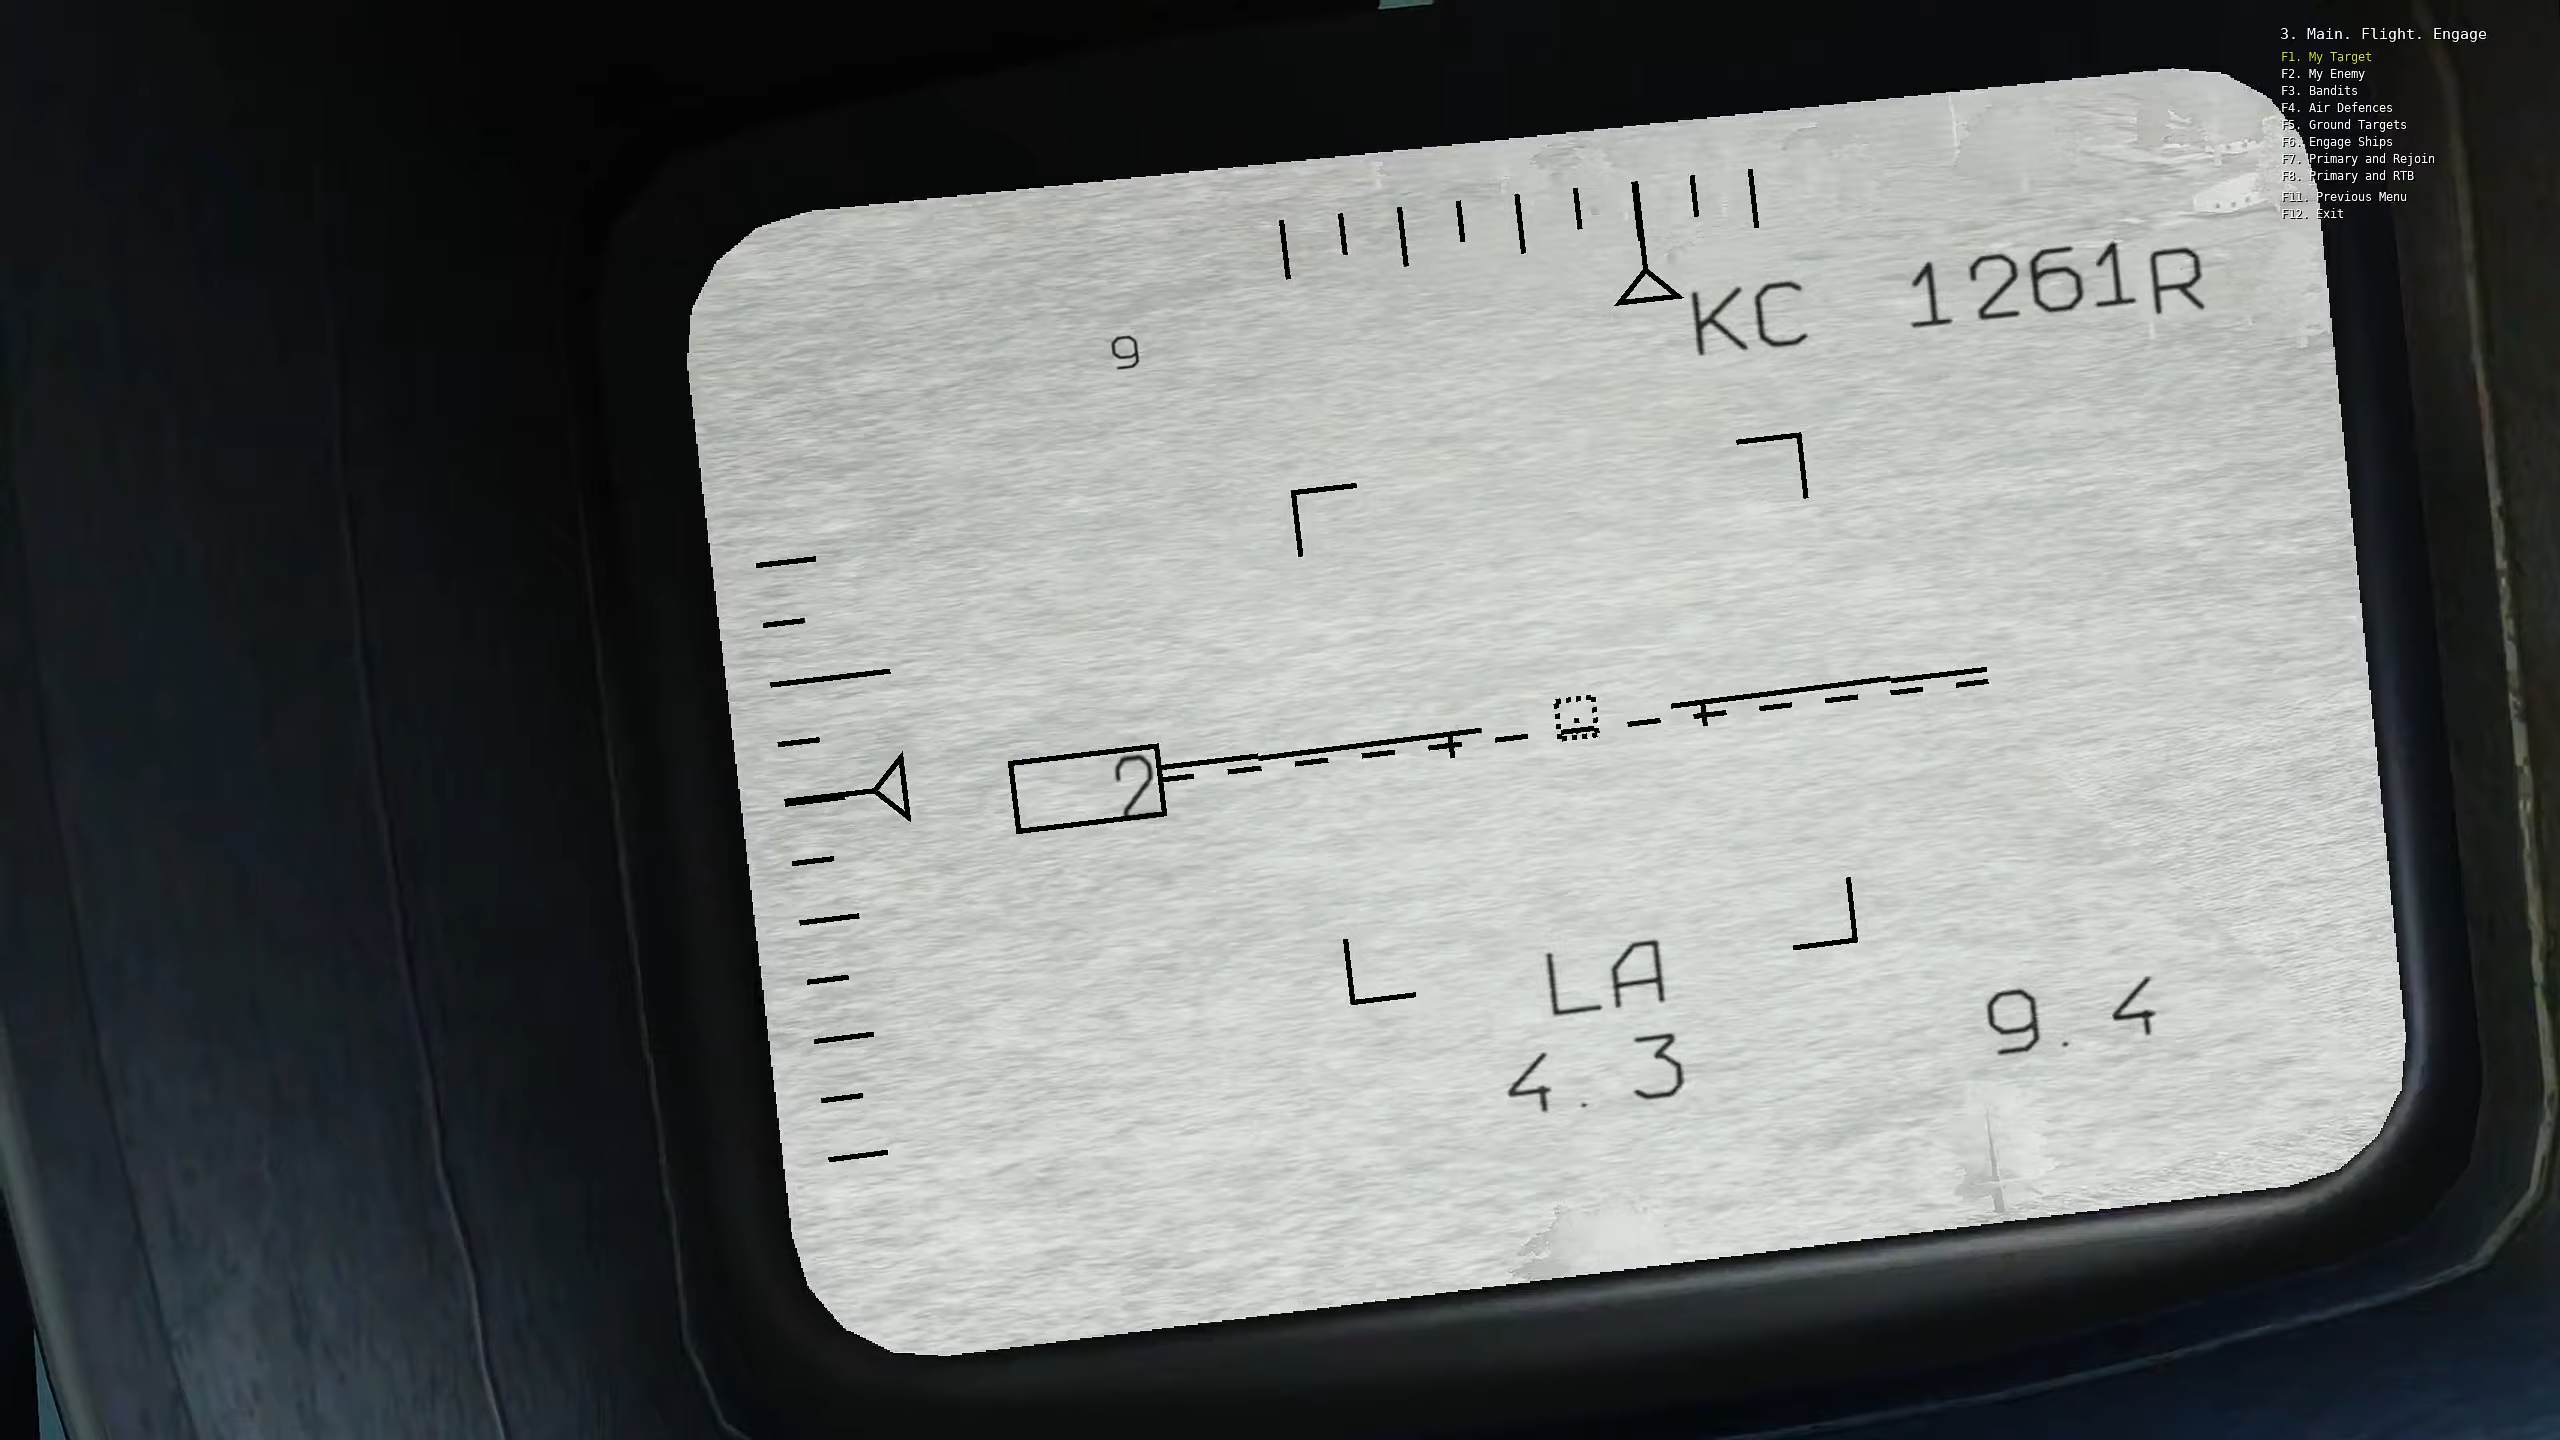 3. Main. Flight. Engage
F1. My Target
F2. My Enemy
F3. Bandits
F4. Air Defences
F5. Ground Targets
F6. Engage Ships
F7. Primary and Rejoin
F8. Primary and RTB
F11. Previous Menu
F12. Exit
KC 1261R
9
2
LA
4.3
9.4